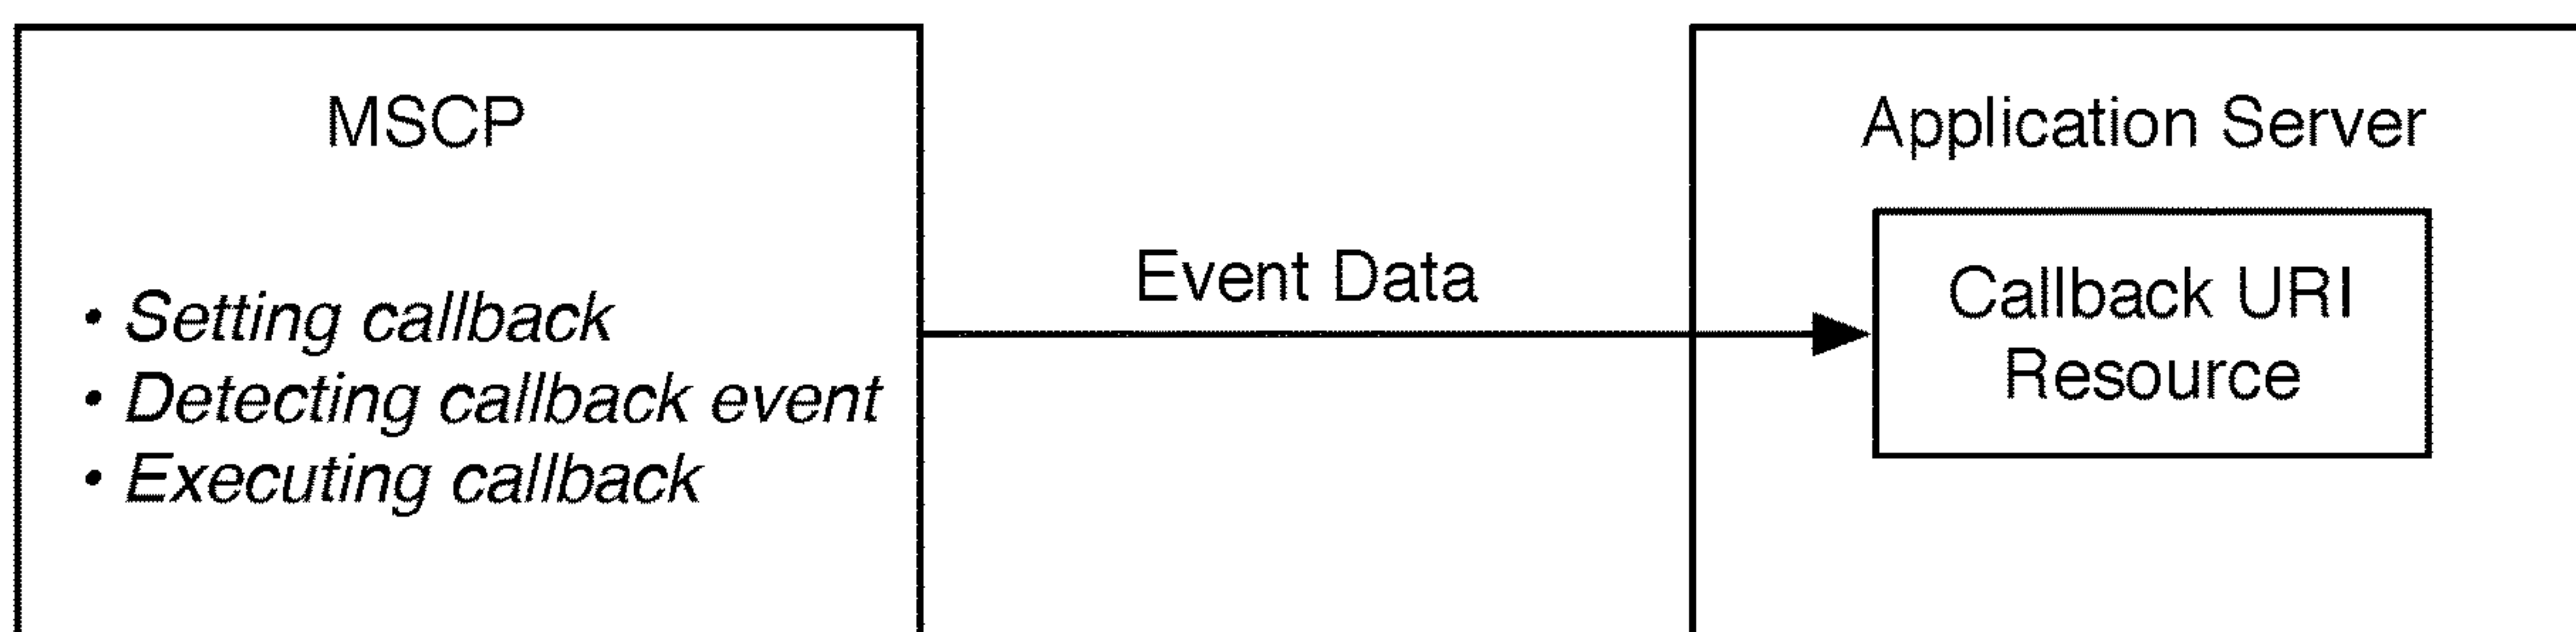 MSCP
• Setting callback
• Detecting callback event
• Executing callback
Event Data
Application Server
Callback URI
Resource